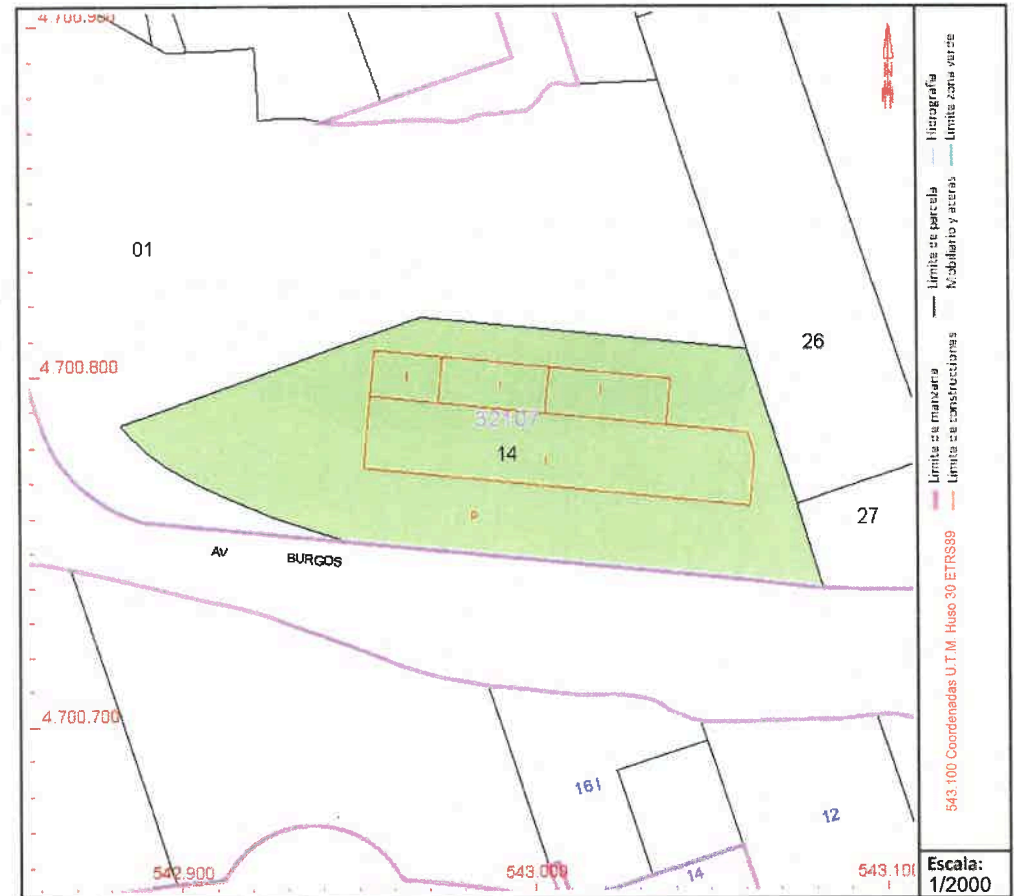 4.700.900
01
4.700.800
26
I
I
I
32107
14
I
27
P
AV
BURGOS
4.700.700
161
12
14
542.900
543.000
543.100
Hidrografía
Límite zona verde
Límite de parcela
Mobiliario y aceras
Límite de manzana
Límite de construcciones
543.100 Coordenadas U.T.M. Huso 30 ETRS89
Escala:
1/2000